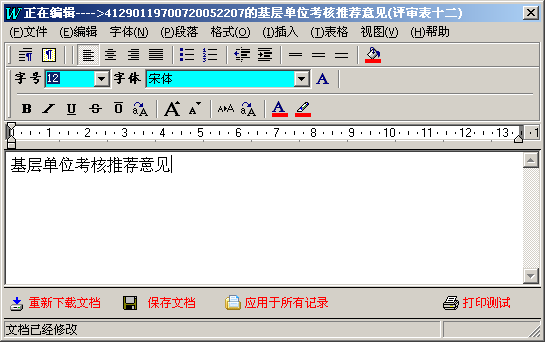 正在编辑---->41290119700720052207的基层单位考核推荐意见(评审表十二)
(F)文件 (E)编辑 字体(N) (P)段落 格式(O) (I)插入 (T)表格 视图(V) (H)帮助
字号 12 字体 宋体 A
B I U S O aA A A AAA aA A
1 2 3 4 5 6 7 8 9 10 11 12 13 1
基层单位考核推荐意见
重新下载文档 保存文档 应用于所有记录 打印测试
文档已经修改